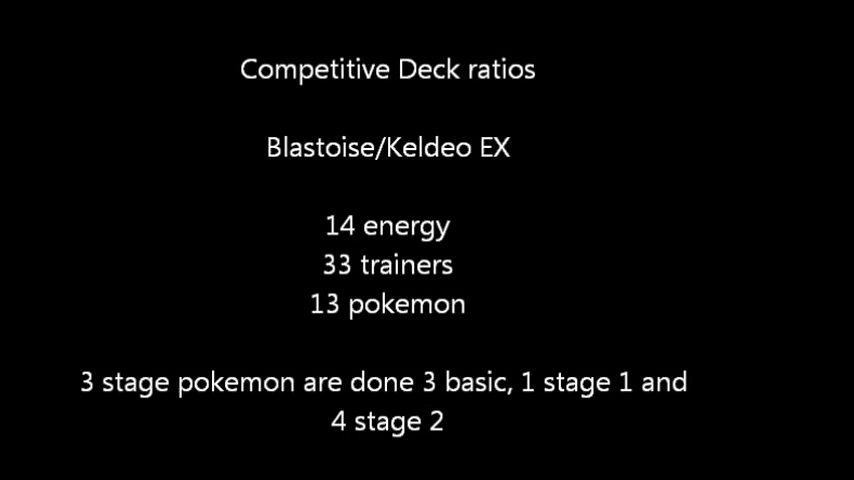 Competitive Deck ratios
Blastoise/Keldeo EX
14 energy
33 trainers
13 pokemon
3 stage pokemon are done 3 basic, 1 stage 1 and
4 stage 2